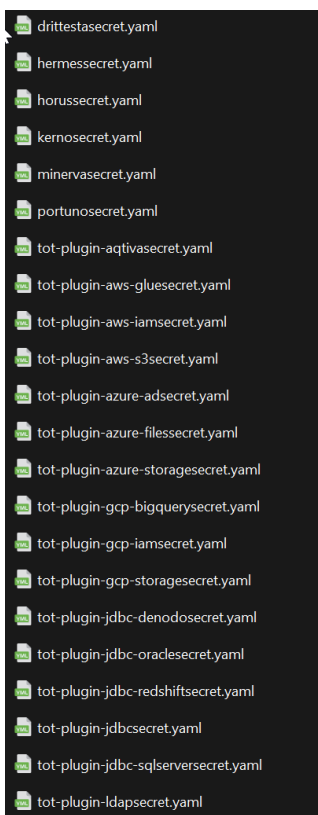 drittestasecret.yaml
hermessecret.yaml
horussecret.yaml
kernosecret.yaml
minervasecret.yaml
portunosecret.yaml
tot-plugin-aqtivasecret.yaml
tot-plugin-aws-gluesecret.yaml
tot-plugin-aws-iamsecret.yaml
tot-plugin-aws-s3secret.yaml
tot-plugin-azure-adsecret.yaml
tot-plugin-azure-filessecret.yaml
tot-plugin-azure-storagesecret.yaml
tot-plugin-gcp-bigquerysecret.yaml
tot-plugin-gcp-iamsecret.yaml
tot-plugin-gcp-storagesecret.yaml
tot-plugin-jdbc-denodosecret.yaml
tot-plugin-jdbc-oraclesecret.yaml
tot-plugin-jdbc-redshiftsecret.yaml
tot-plugin-jdbcsecret.yaml
tot-plugin-jdbc-sqlserversecret.yaml
tot-plugin-ldapsecret.yaml